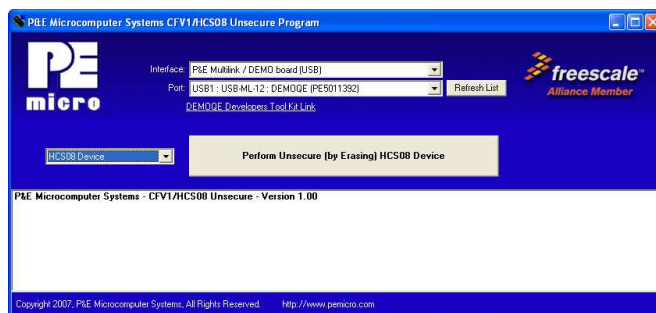 P&E Microcomputer Systems CFV1/HCS08 Unsecure Program
PE
micro
Interface: P&E Multilink / DEMO board (USB)
Port: USB1 : USB-ML-12 : DEMOQE (PE5011392)
Refresh List
DEMOQE Developers Tool Kit Link
freescale™
Alliance Member
HCS08 Device
Perform Unsecure (by Erasing) HCS08 Device
P&E Microcomputer Systems - CFV1/HCS08 Unsecure - Version 1.00
Copyright 2007, P&E Microcomputer Systems, All Rights Reserved. http://www.pemicro.com